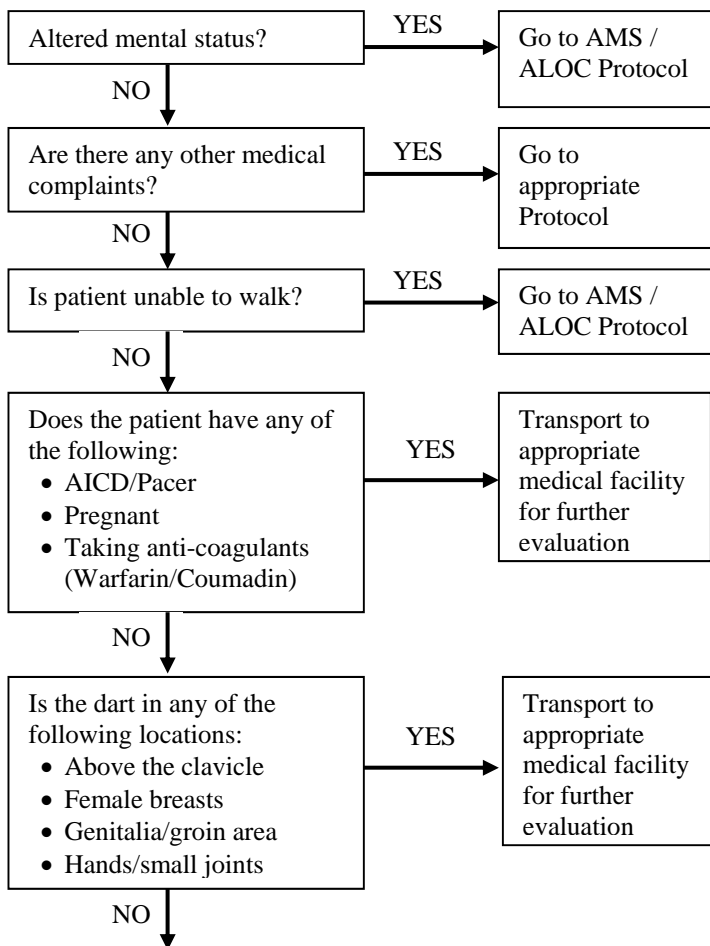 Altered mental status?
YES
Go to AMS /
ALOC Protocol
NO
Are there any other medical
complaints?
YES
Go to
appropriate
Protocol
NO
Is patient unable to walk?
YES
Go to AMS /
ALOC Protocol
NO
Does the patient have any of
the following:
• AICD/Pacer
• Pregnant
• Taking anti-coagulants
(Warfarin/Coumadin)
YES
Transport to
appropriate
medical facility
for further
evaluation
NO
Is the dart in any of the
following locations:
• Above the clavicle
• Female breasts
• Genitalia/groin area
• Hands/small joints
YES
Transport to
appropriate
medical facility
for further
evaluation
NO